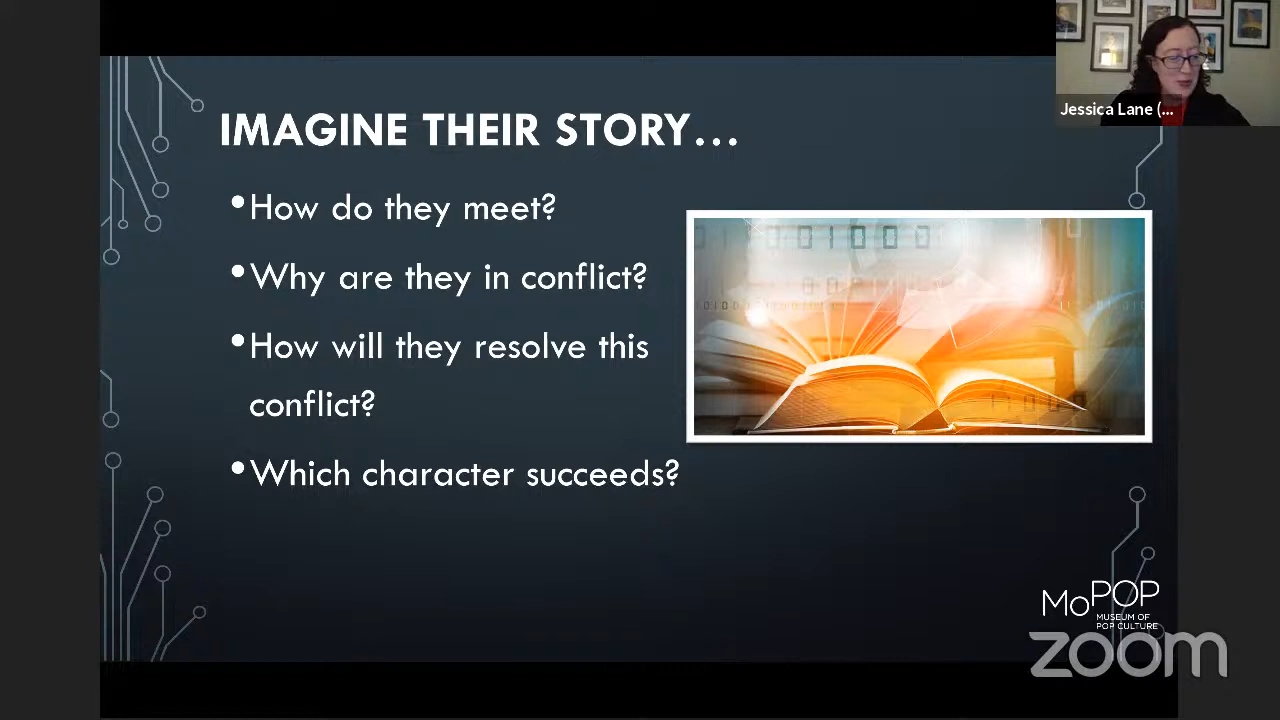 Jessica Lane (...
IMAGINE THEIR STORY...
•How do they meet?
•Why are they in conflict?
•How will they resolve this
conflict?
•Which character succeeds?
MoPOP
MUSEUM OF
POP CULTURE
zoom